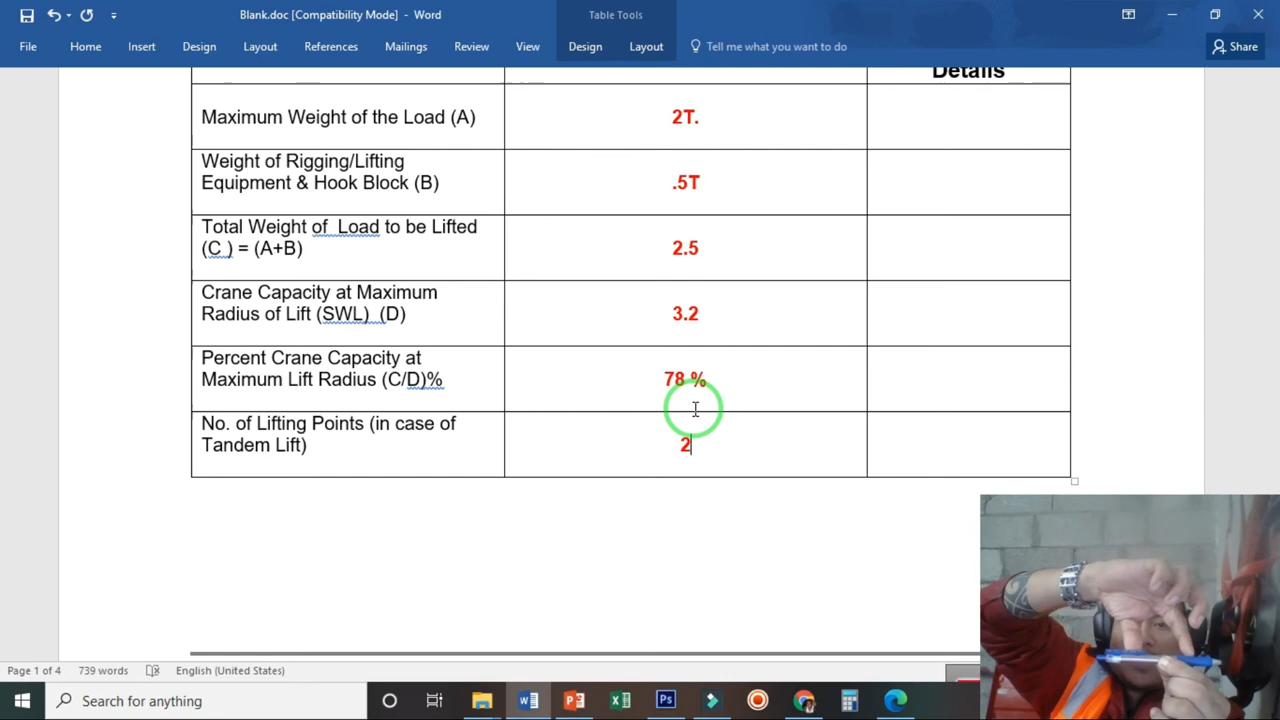 Blank.doc [Compatibility Mode] - Word
Table Tools
File Home Insert Design Layout References Mailings Review View Design Layout Tell me what you want to do Share
Details
Maximum Weight of the Load (A)
2T.
Weight of Rigging/Lifting
Equipment & Hook Block (B)
.5T
Total Weight of Load to be Lifted
(C ) = (A+B)
2.5
Crane Capacity at Maximum
Radius of Lift (SWL) (D)
3.2
Percent Crane Capacity at
Maximum Lift Radius (C/D)%
78 %
No. of Lifting Points (in case of
Tandem Lift)
2
Page 1 of 4 739 words English (United States)
Search for anything